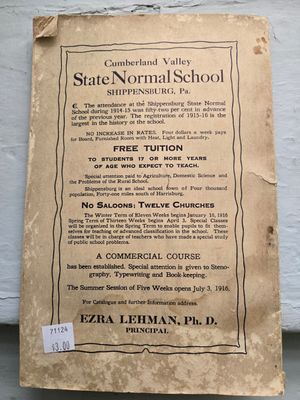 Cumberland Valley
State Normal School
SHIPPENSBURG, Pa.
€. The attendance at the Shippensburg State Normal
School during 1914-15 was fifty-two per cent in advance
of the previous year. The registration of 1915-16 is the
largest in the history of the school.
NO INCREASE IN RATES. Four dollars a week pays
for Board, Furnished Room with Heat, Light and Laundry.
FREE TUITION
TO STUDENTS 17 OR MORE YEARS
OF AGE WHO EXPECT TO TEACH.
Special attention paid to Agriculture, Domestic Science and
the Problems of the Rural School.
Shippensburg is an ideal school town of Four thousand
population, Forty-one miles south of Harrisburg.
NO SALOONS: TWELVE CHURCHES
The Winter Term of Eleven Weeks begins January 16, 1916
Spring Term of Thirteen Weeks begins April 3. Special Classes
will be organized in the Spring Term to enable pupils to fit them-
selves for teaching or advanced classification in the school. These
classes will be in charge of teachers who have made a special study
of public school problems.
A COMMERCIAL COURSE
has been established. Special attention is given to Steno-
graphy, Typewriting and Book-keeping.
The Summer Session of Five Weeks opens July 3, 1916.
For Catalogue and further Information address.
EZRA LEHMAN, Ph. D.
PRINCIPAL
71124
$3.00